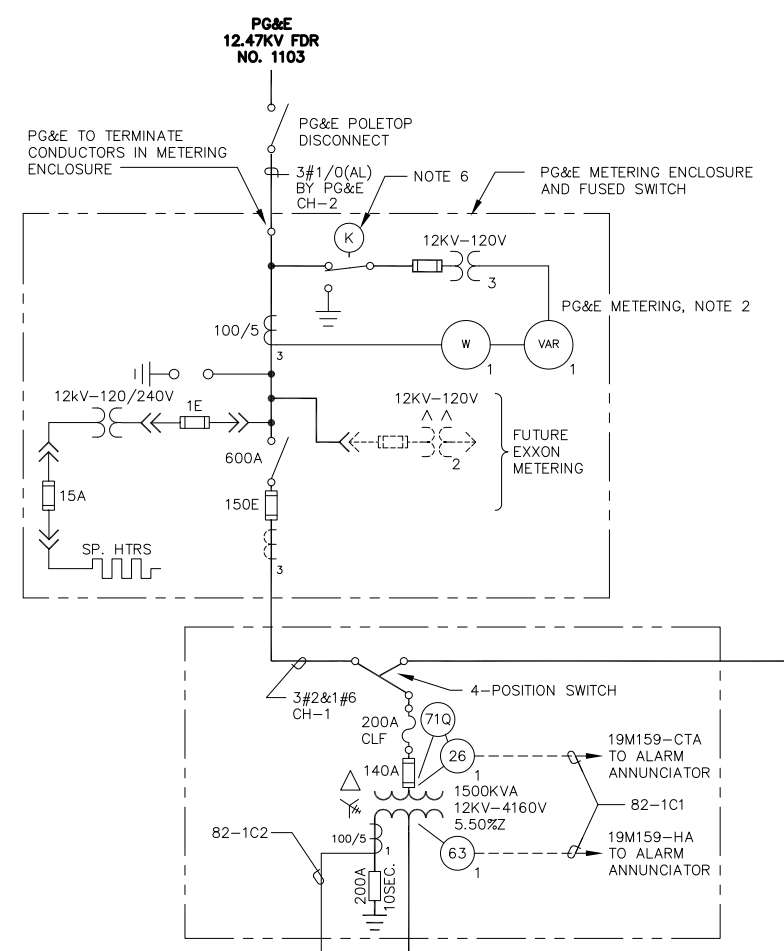 PG&E
12.47KV FDR
NO. 1103
PG&E POLETOP
DISCONNECT
PG&E TO TERMINATE
CONDUCTORS IN METERING
ENCLOSURE
3#1/0(AL)
BY PG&E
CH-2
NOTE 6
PG&E METERING ENCLOSURE
AND FUSED SWITCH
K
12KV-120V
3
PG&E METERING, NOTE 2
100/5
3
W
1
VAR
1
12kV-120/240V
1E
12KV-120V
2
FUTURE
EXXON
METERING
600A
15A
150E
SP. HTRS
3
3#2&1#6
CH-1
4-POSITION SWITCH
200A
CLF
71Q
26
1
140A
1500KVA
12KV-4160V
5.50%Z
19M159-CTA
TO ALARM
ANNUNCIATOR
82-1C1
82-1C2
100/5
1
63
1
19M159-HA
TO ALARM
ANNUNCIATOR
200A
10SEC.